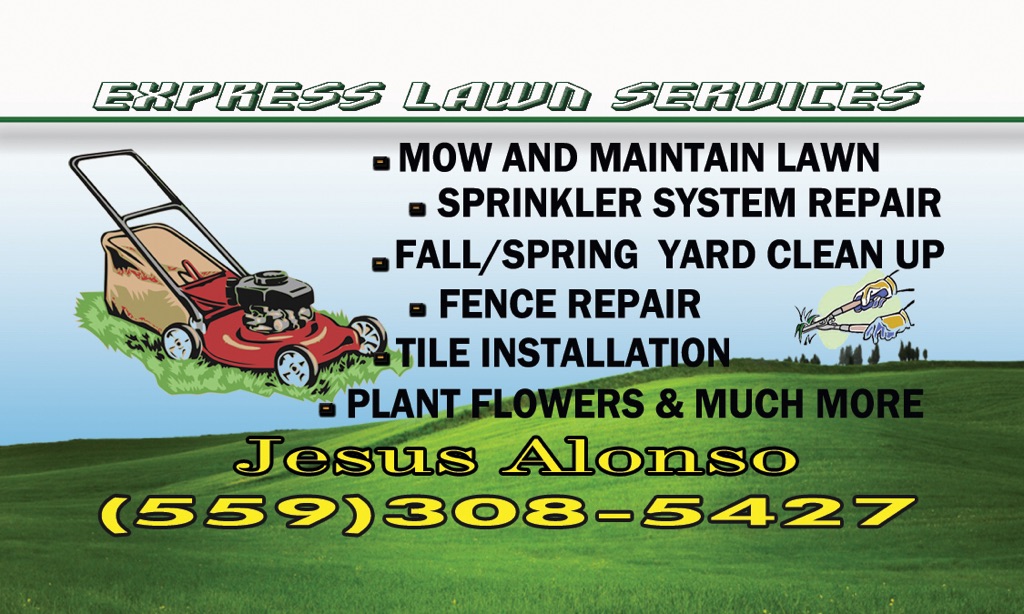 EXPRESS LAWN SERVICES
MOW AND MAINTAIN LAWN
SPRINKLER SYSTEM REPAIR
FALL/SPRING YARD CLEAN UP
FENCE REPAIR
TILE INSTALLATION
PLANT FLOWERS & MUCH MORE
Jesus Alonso
(559)308-5427